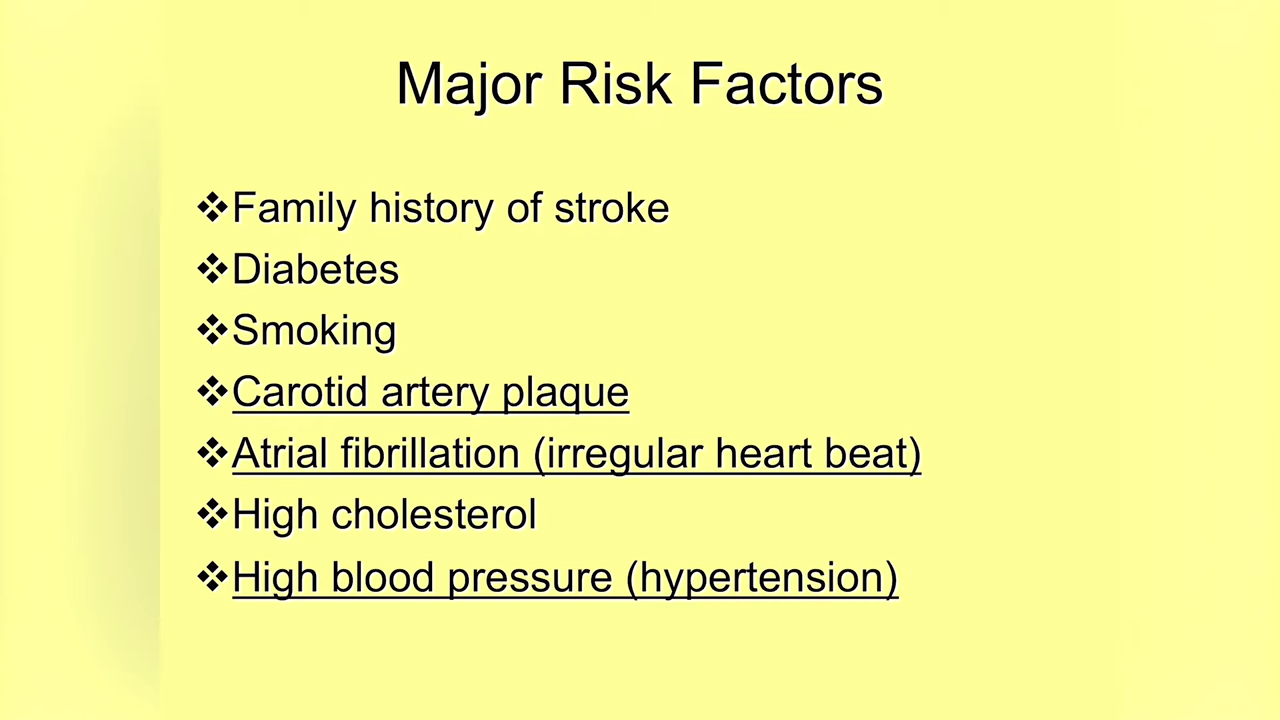 Major Risk Factors
❖Family history of stroke
❖Diabetes
❖Smoking
❖Carotid artery plaque
❖Atrial fibrillation (irregular heart beat)
❖High cholesterol
❖High blood pressure (hypertension)